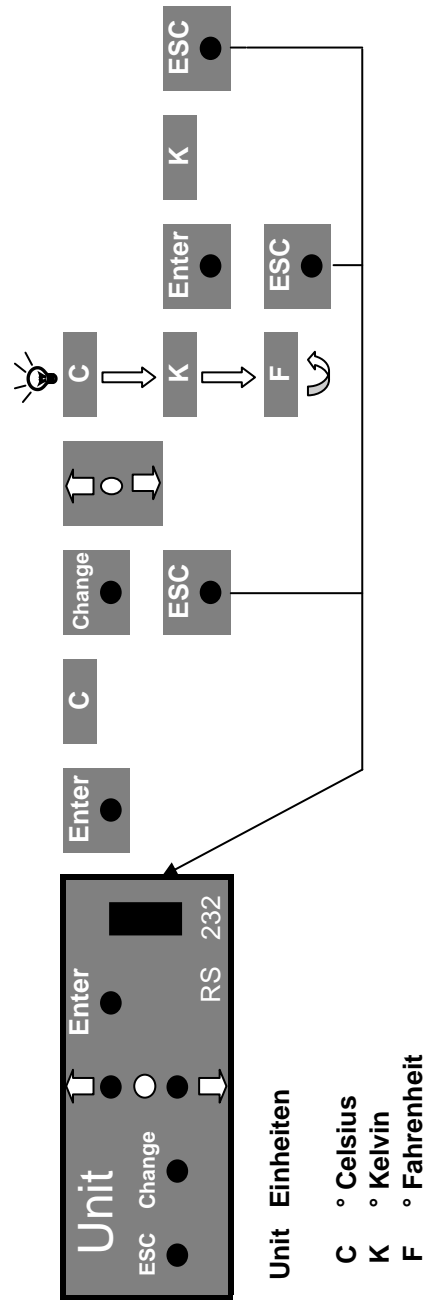 Unit
Enter
ESC Change
RS 232
Enter
C
Change
ESC
C
K
F
Enter
ESC
K
ESC
Unit Einheiten
C ° Celsius
K ° Kelvin
F ° Fahrenheit